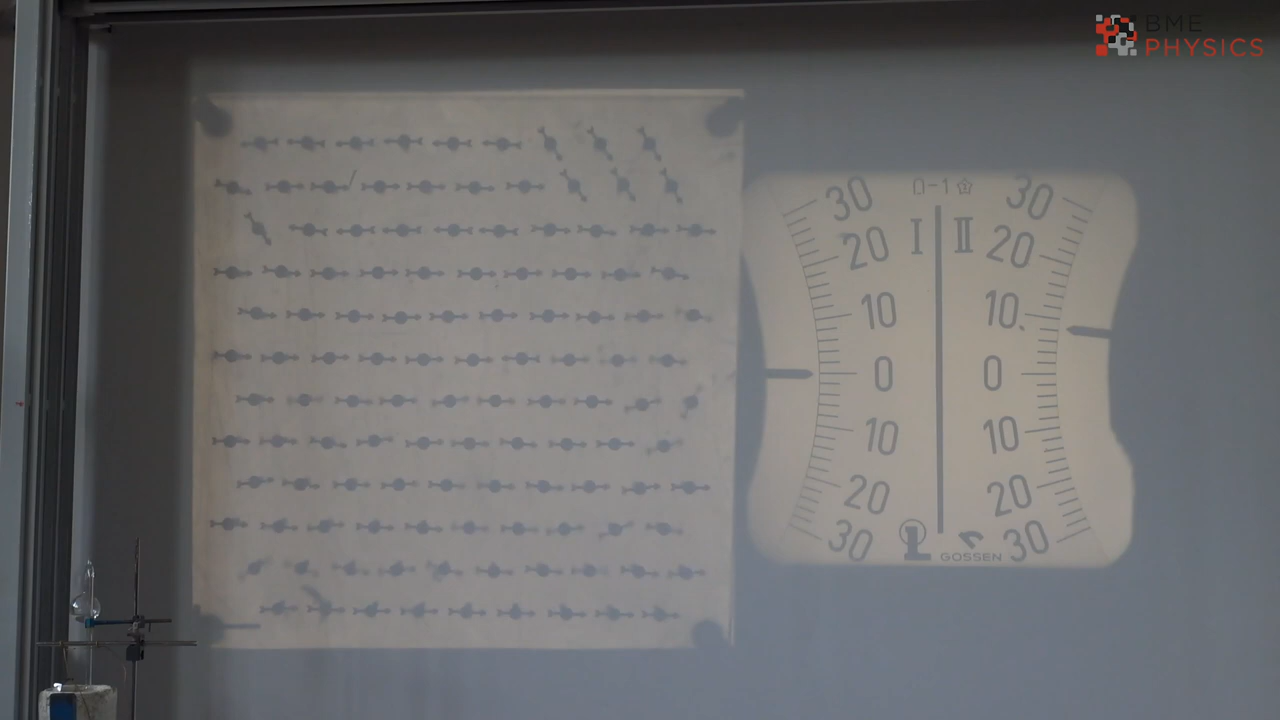 BME
PHYSICS
Ω-1
30 30
I II
20 20
10 10
0 0
10 10
20 20
30 30
GOSSEN